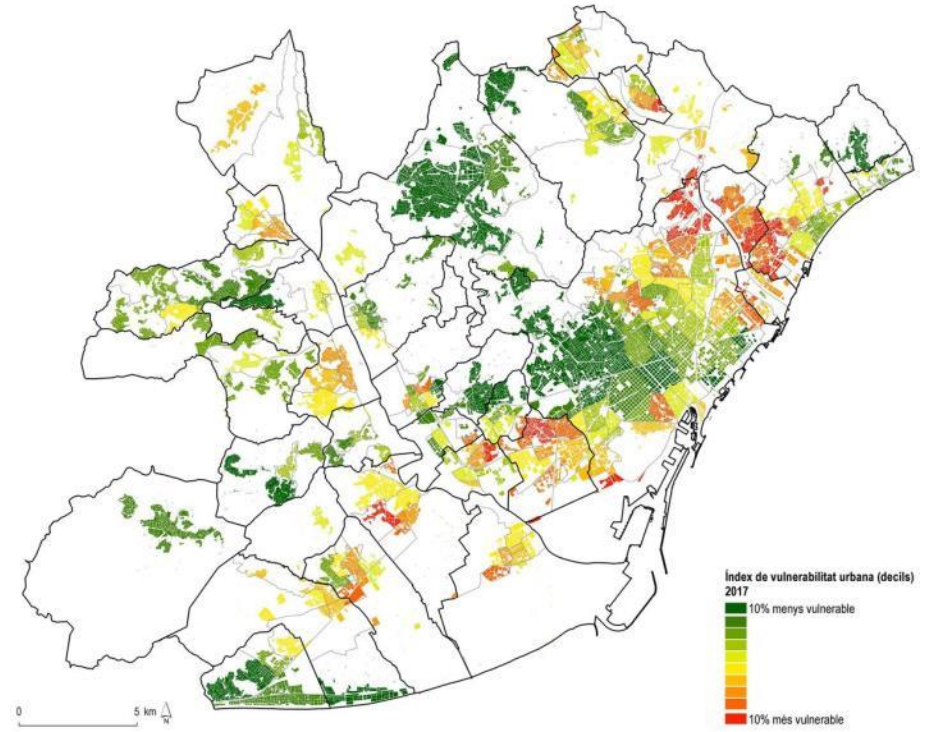 Índex de vulnerabilitat urbana (decils)
2017
10% menys vulnerable
10% més vulnerable
0 5 km
N